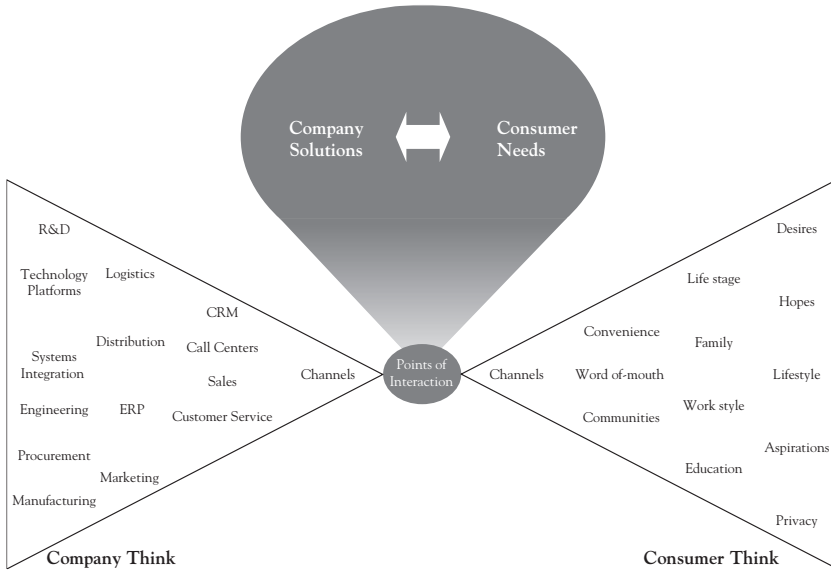 Company
Solutions
Consumer
Needs
R&D
Technology
Platforms
Logistics
CRM
Distribution
Call Centers
Systems
Integration
Sales
Channels
Engineering
ERP
Customer Service
Procurement
Marketing
Manufacturing
Company Think
Points of
Interaction
Desires
Life stage
Hopes
Convenience
Family
Channels
Word of-mouth
Lifestyle
Work style
Communities
Aspirations
Education
Privacy
Consumer Think